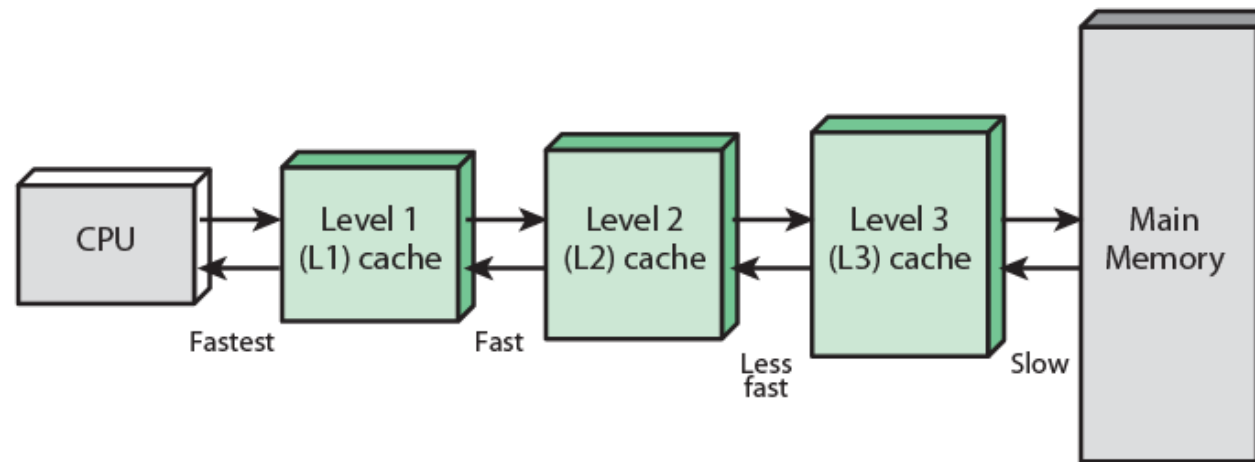 CPU
Level 1
(L1) cache
Level 2
(L2) cache
Level 3
(L3) cache
Main
Memory
Fastest
Fast
Less
fast
Slow